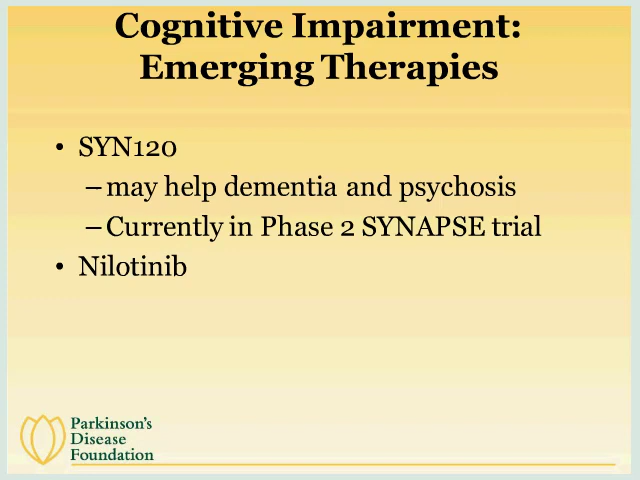 Cognitive Impairment:
Emerging Therapies
• SYN120
– may help dementia and psychosis
– Currently in Phase 2 SYNAPSE trial
• Nilotinib
Parkinson's
Disease
Foundation